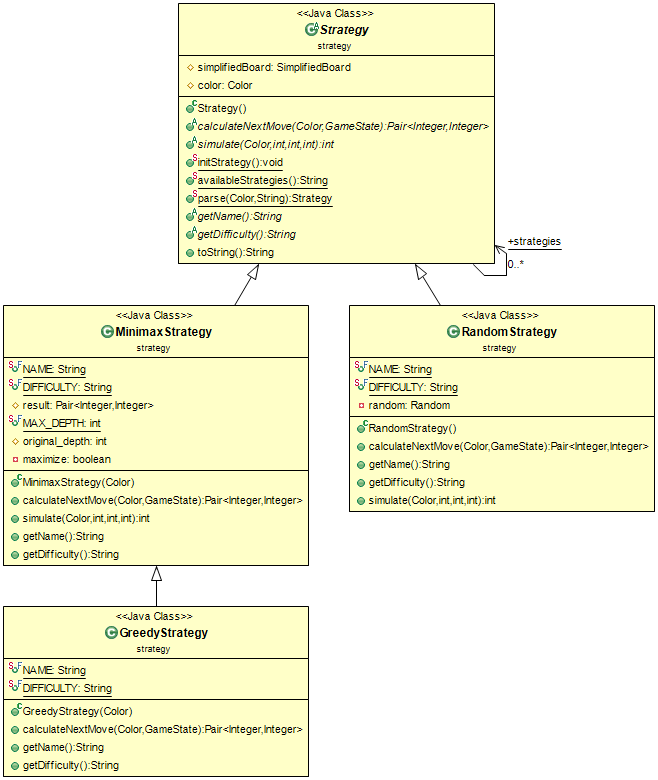 <<Java Class>>
Strategy
strategy
simplifiedBoard: SimplifiedBoard
color: Color
Strategy()
calculateNextMove(Color,GameState):Pair<Integer,Integer>
simulate(Color,int,int,int):int
initStrategy():void
availableStrategies():String
parse(Color,String):Strategy
getName():String
getDifficulty():String
toString():String
+strategies
0..*
<<Java Class>>
MinimaxStrategy
strategy
NAME: String
DIFFICULTY: String
result: Pair<Integer,Integer>
MAX_DEPTH: int
original_depth: int
maximize: boolean
MinimaxStrategy(Color)
calculateNextMove(Color,GameState):Pair<Integer,Integer>
simulate(Color,int,int,int):int
getName():String
getDifficulty():String
<<Java Class>>
RandomStrategy
strategy
NAME: String
DIFFICULTY: String
random: Random
RandomStrategy()
calculateNextMove(Color,GameState):Pair<Integer,Integer>
getName():String
getDifficulty():String
simulate(Color,int,int,int):int
<<Java Class>>
GreedyStrategy
strategy
NAME: String
DIFFICULTY: String
GreedyStrategy(Color)
calculateNextMove(Color,GameState):Pair<Integer,Integer>
getName():String
getDifficulty():String